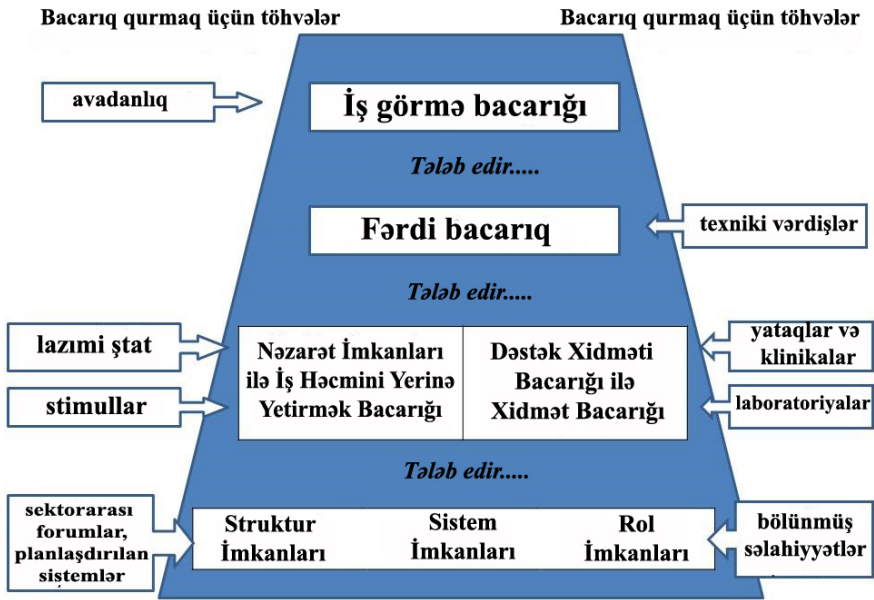 Bacarıq qurmaq üçün töhvələr
Bacarıq qurmaq üçün töhvələr
avadanlıq
İş görmə bacarığı
Tələb edir.....
Fərdi bacarıq
texniki vərdişlər
Tələb edir.....
lazımi ştat
stimullar
Nəzarət İmkanları
ilə İş Həcmini Yerinə
Yetirmək Bacarığı
Dəstək Xidməti
Bacarığı ilə
Xidmət Bacarığı
yataqlar və
klinikalar
laboratoriyalar
Tələb edir.....
sektorarası
forumlar,
planlaşdırılan
sistemlər
Struktur
İmkanları
Sistem
İmkanları
Rol
İmkanları
bölünmüş
səlahiyyətlər